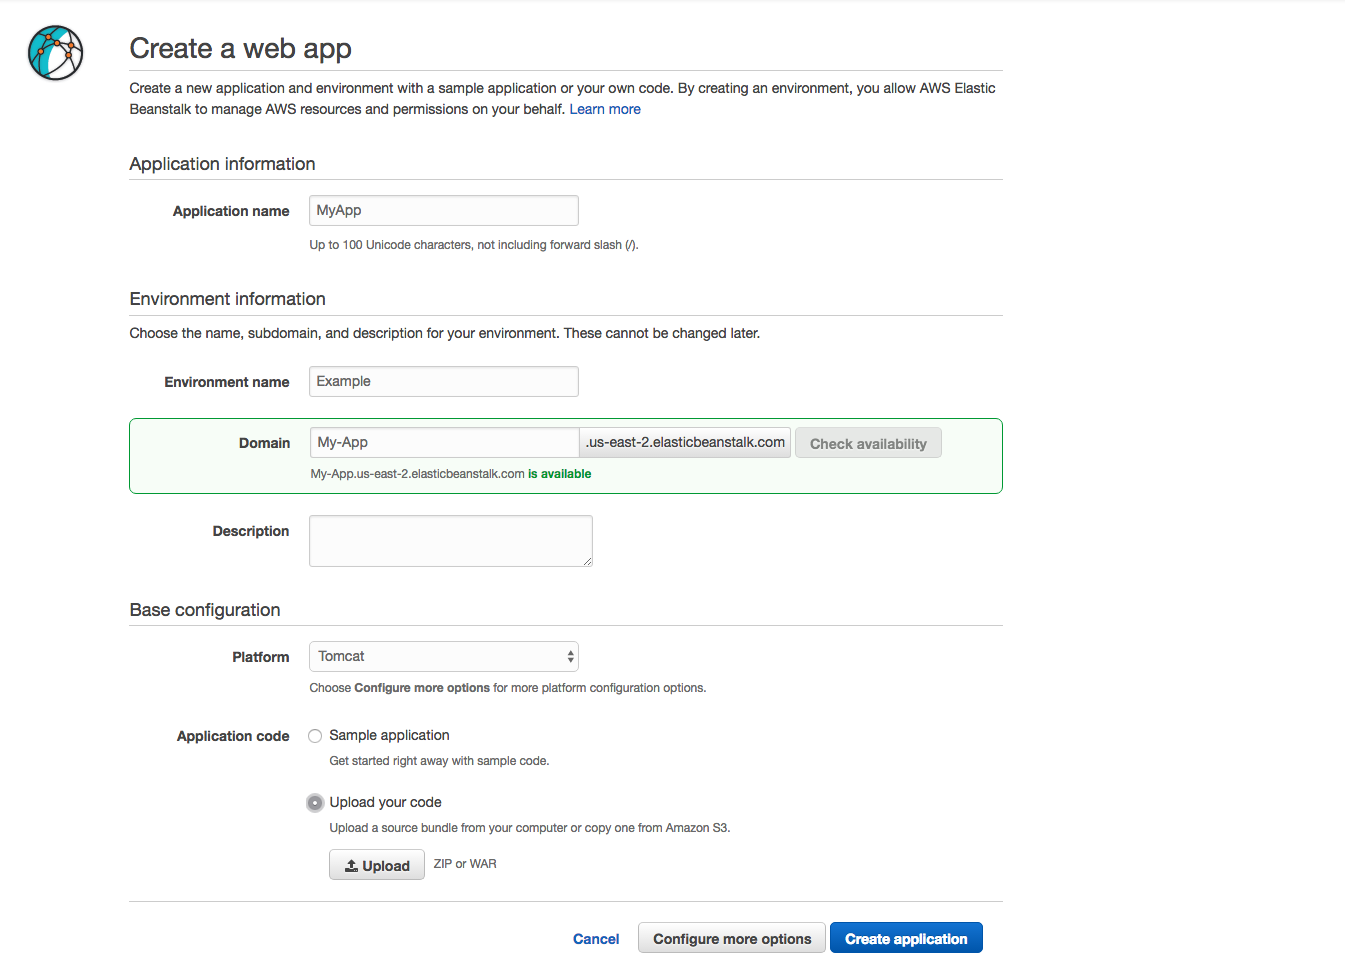 Create a web app
Create a new application and environment with a sample application or your own code. By creating an environment, you allow AWS Elastic
Beanstalk to manage AWS resources and permissions on your behalf. Learn more
Application information
Application name MyApp
Up to 100 Unicode characters, not including forward slash (/).
Environment information
Choose the name, subdomain, and description for your environment. These cannot be changed later.
Environment name Example
Domain My-App .us-east-2.elasticbeanstalk.com Check availability
My-App.us-east-2.elasticbeanstalk.com is available
Description
Base configuration
Platform Tomcat
Choose Configure more options for more platform configuration options.
Application code Sample application
Get started right away with sample code.
Upload your code
Upload a source bundle from your computer or copy one from Amazon S3.
Upload ZIP or WAR
Cancel Configure more options Create application